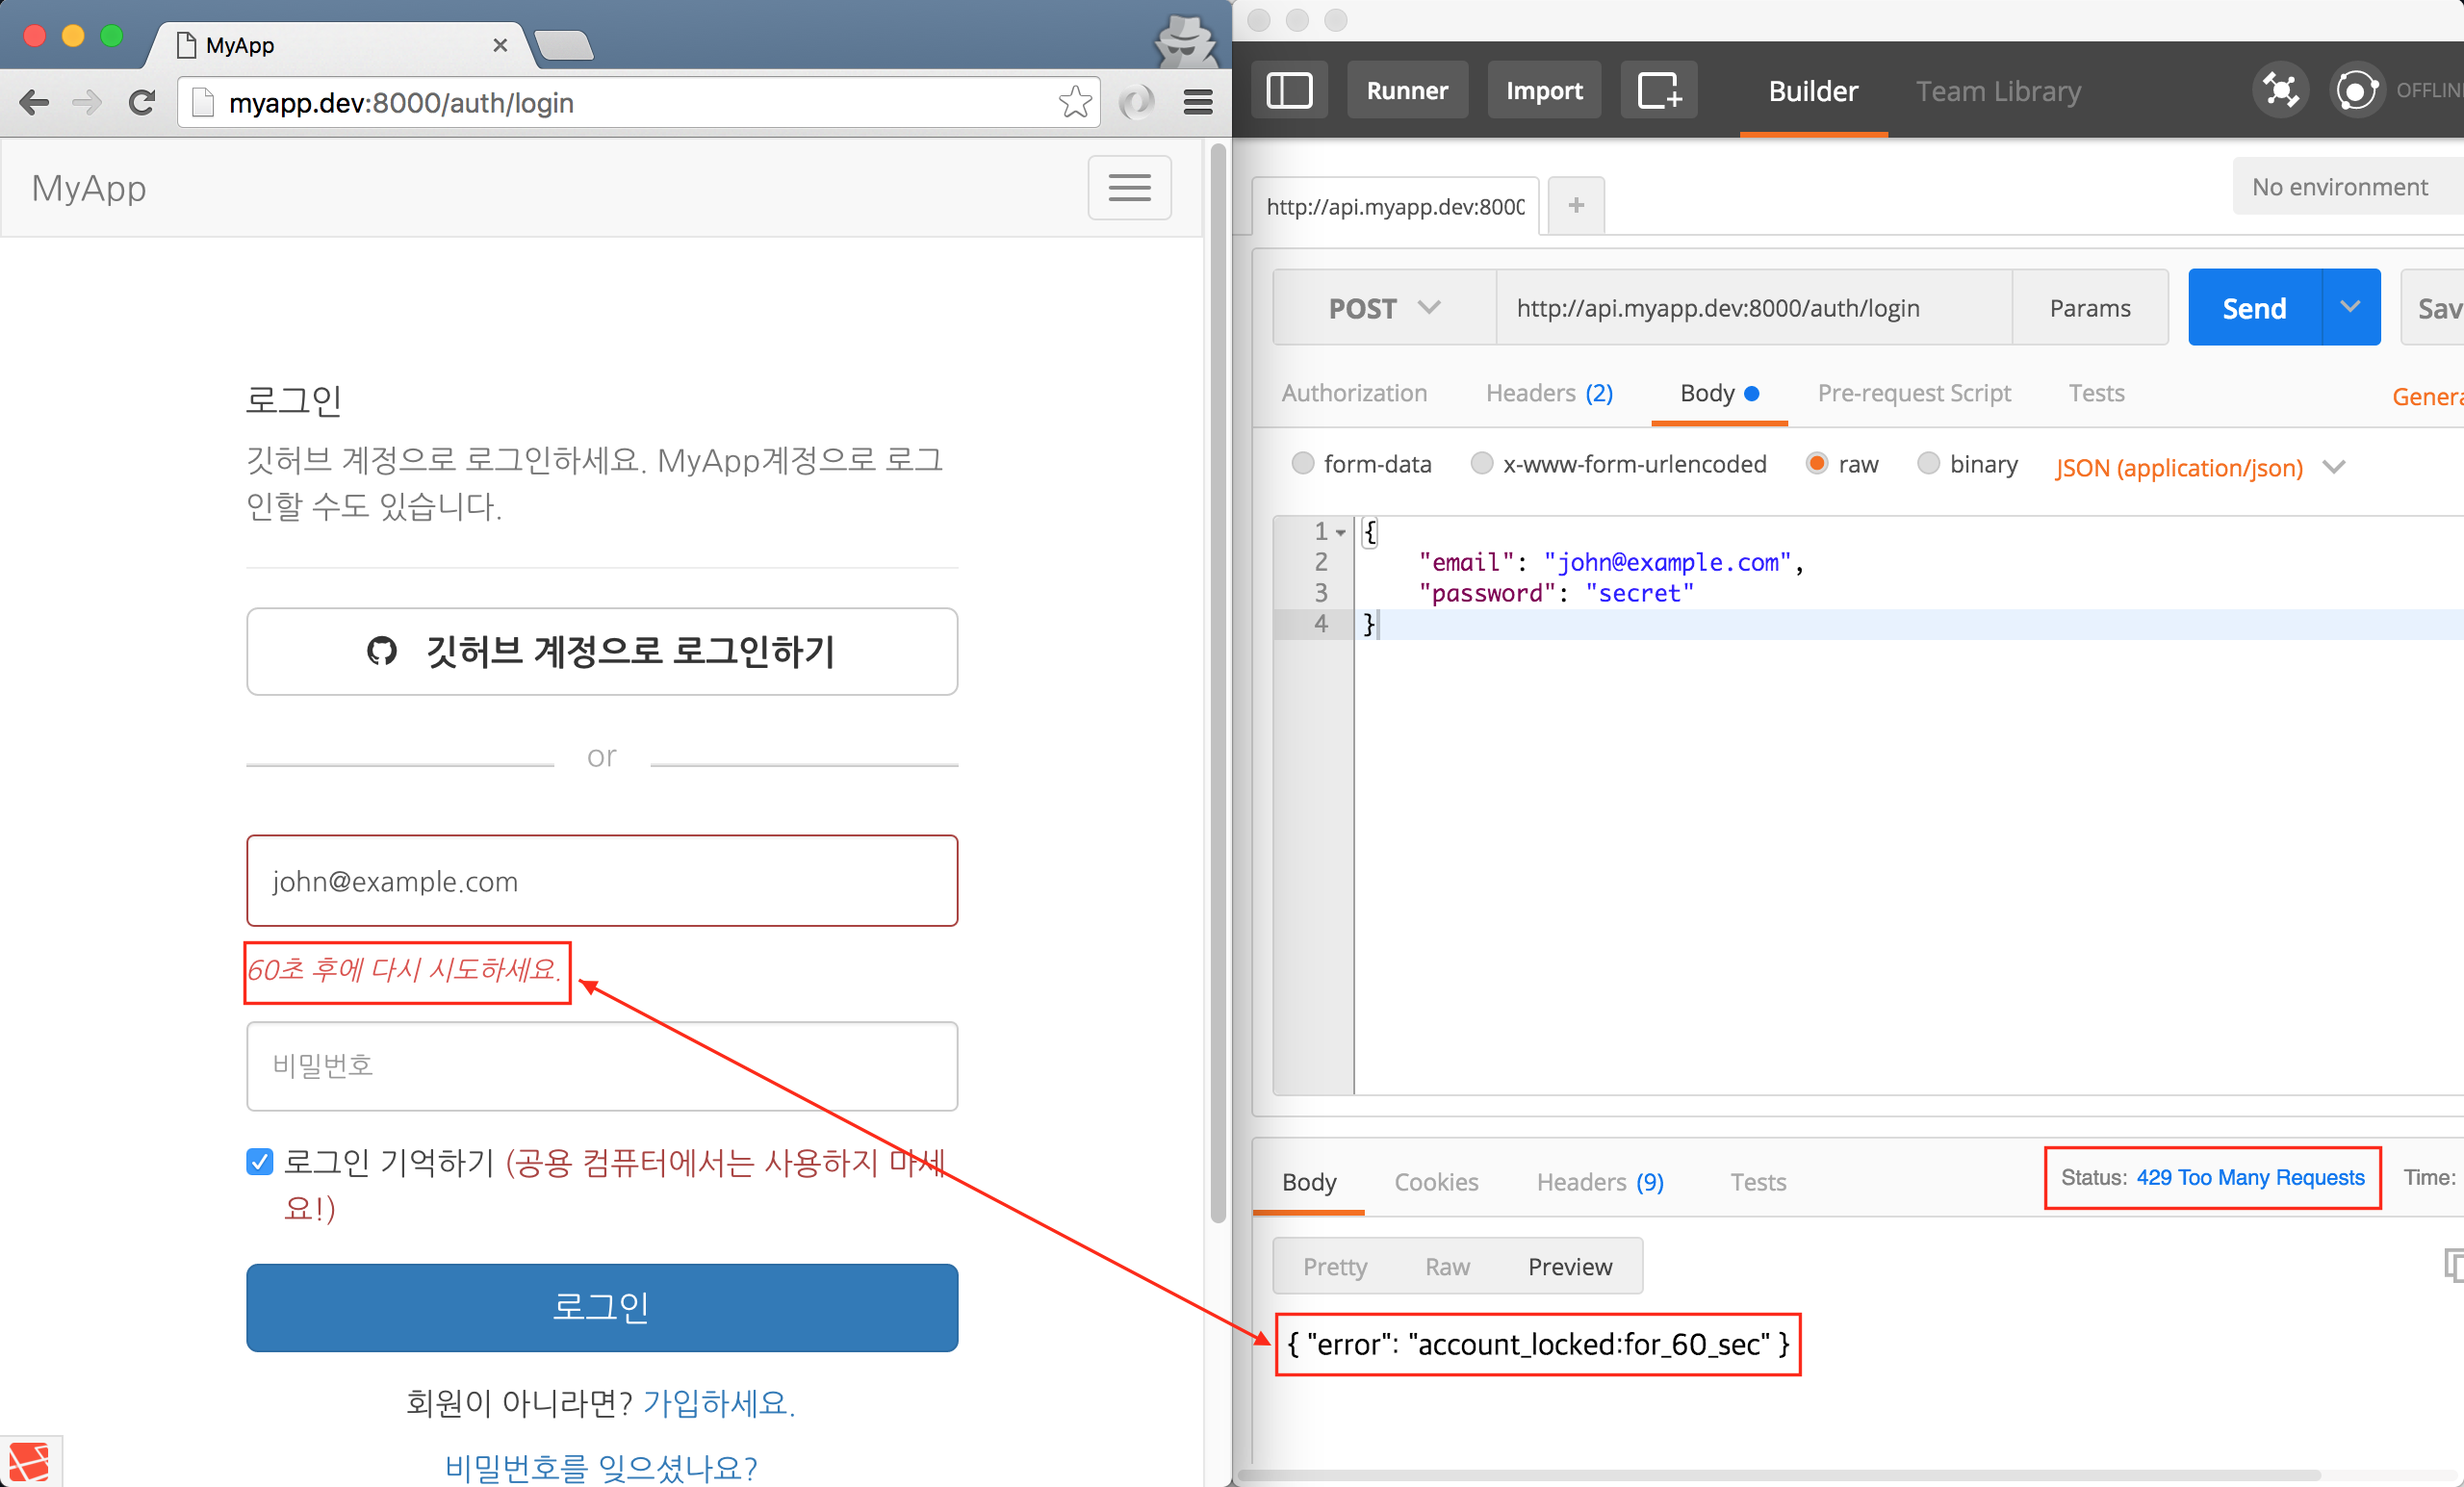 MyApp
myapp.dev:8000/auth/login
MyApp
로그인
깃허브 계정으로 로그인하세요. MyApp계정으로 로그
인할 수도 있습니다.
깃허브 계정으로 로그인하기
or
john@example.com
60초 후에 다시 시도하세요.
비밀번호
로그인 기억하기 (공용 컴퓨터에서는 사용하지 마세
요!)
로그인
회원이 아니라면? 가입하세요.
비밀번호를 잊으셨나요?
Runner Import Builder Team Library OFFLIN
http://api.myapp.dev:8000 +
No environment
POST http://api.myapp.dev:8000/auth/login Params Send Sav
Authorization Headers (2) Body Pre-request Script Tests Genera
form-data x-www-form-urlencoded raw binary JSON (application/json)
1 {
2 "email": "john@example.com",
3 "password": "secret"
4 }
Body Cookies Headers (9) Tests Status: 429 Too Many Requests Time:
Pretty Raw Preview
{ "error": "account_locked:for_60_sec" }